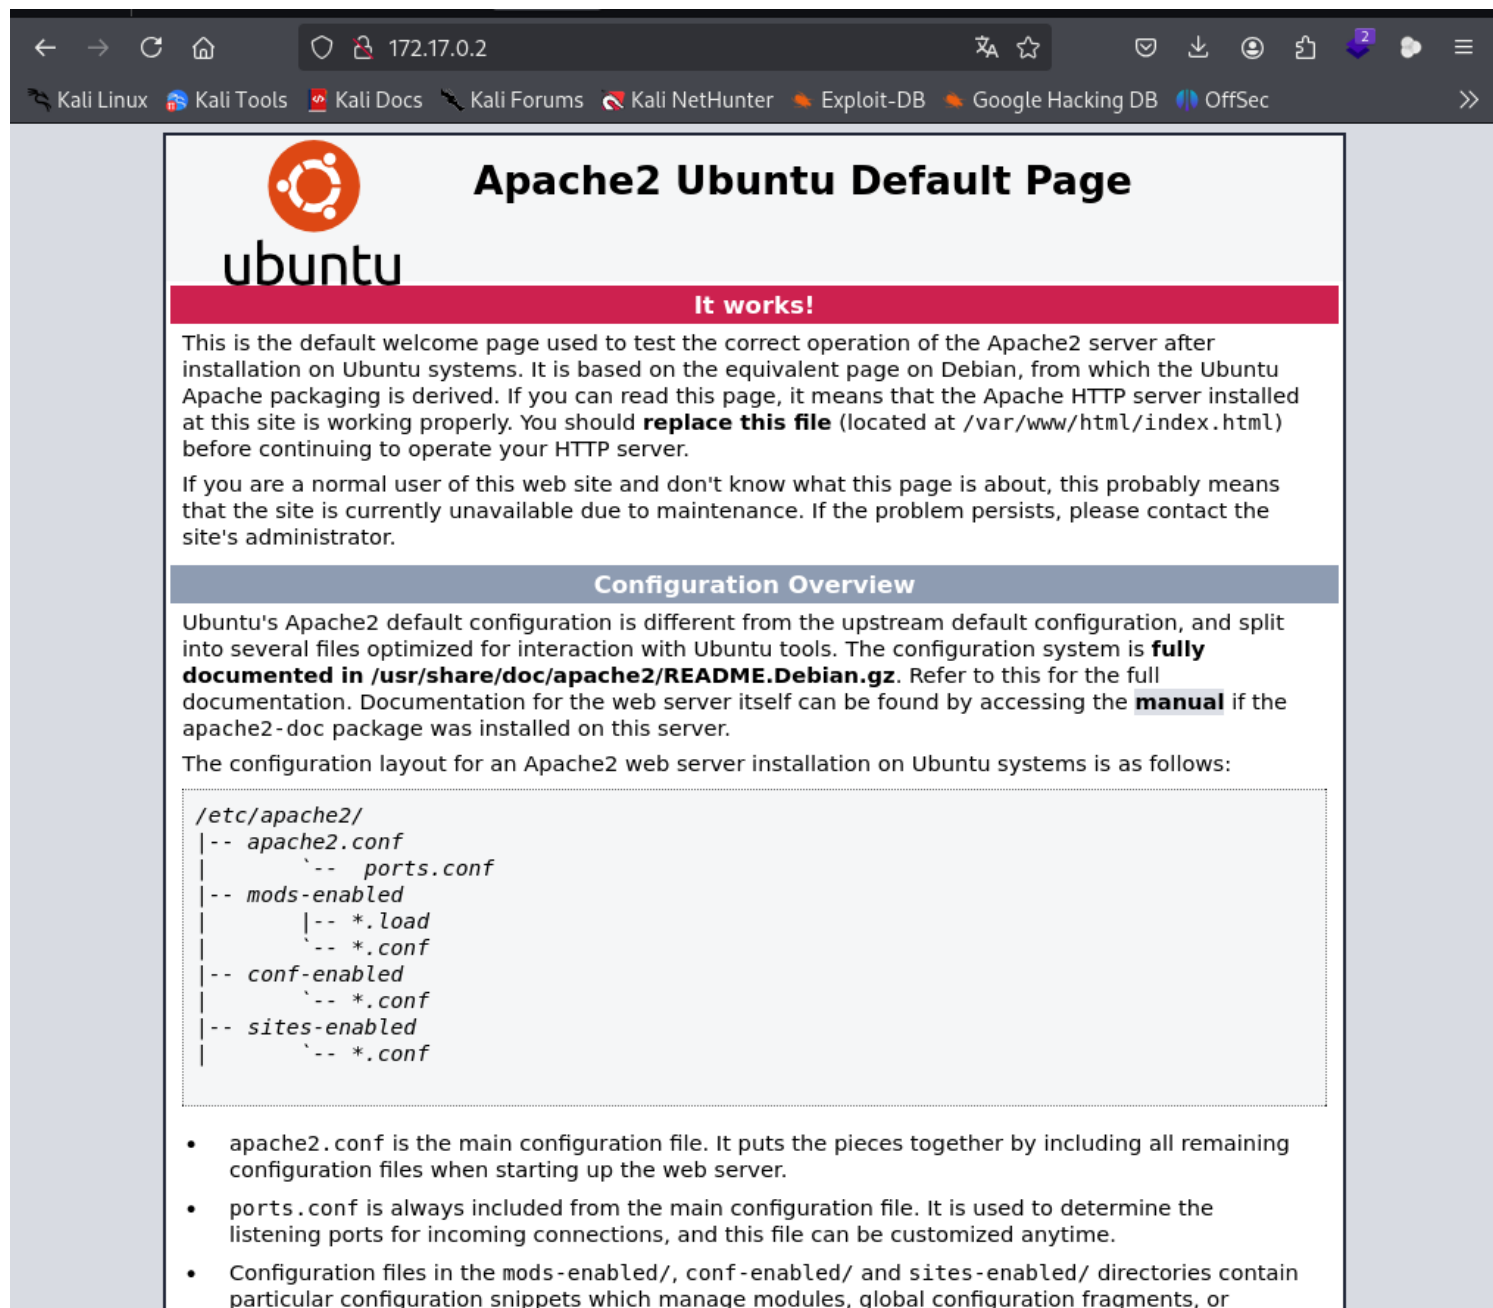 172.17.0.2
2
Kali Linux Kali Tools Kali Docs Kali Forums Kali NetHunter Exploit-DB Google Hacking DB OffSec
ubuntu
Apache2 Ubuntu Default Page
It works!
This is the default welcome page used to test the correct operation of the Apache2 server after
installation on Ubuntu systems. It is based on the equivalent page on Debian, from which the Ubuntu
Apache packaging is derived. If you can read this page, it means that the Apache HTTP server installed
at this site is working properly. You should replace this file (located at /var/www/html/index.html)
before continuing to operate your HTTP server.
If you are a normal user of this web site and don't know what this page is about, this probably means
that the site is currently unavailable due to maintenance. If the problem persists, please contact the
site's administrator.
Configuration Overview
Ubuntu's Apache2 default configuration is different from the upstream default configuration, and split
into several files optimized for interaction with Ubuntu tools. The configuration system is fully
documented in /usr/share/doc/apache2/README.Debian.gz. Refer to this for the full
documentation. Documentation for the web server itself can be found by accessing the manual if the
apache2-doc package was installed on this server.
The configuration layout for an Apache2 web server installation on Ubuntu systems is as follows:
/etc/apache2/
|-- apache2.conf
|       `--  ports.conf
|-- mods-enabled
|       |-- *.load
|       `-- *.conf
|-- conf-enabled
|       `-- *.conf
|-- sites-enabled
|       `-- *.conf
• apache2.conf is the main configuration file. It puts the pieces together by including all remaining
configuration files when starting up the web server.
• ports.conf is always included from the main configuration file. It is used to determine the
listening ports for incoming connections, and this file can be customized anytime.
• Configuration files in the mods-enabled/, conf-enabled/ and sites-enabled/ directories contain
particular configuration snippets which manage modules, global configuration fragments, or